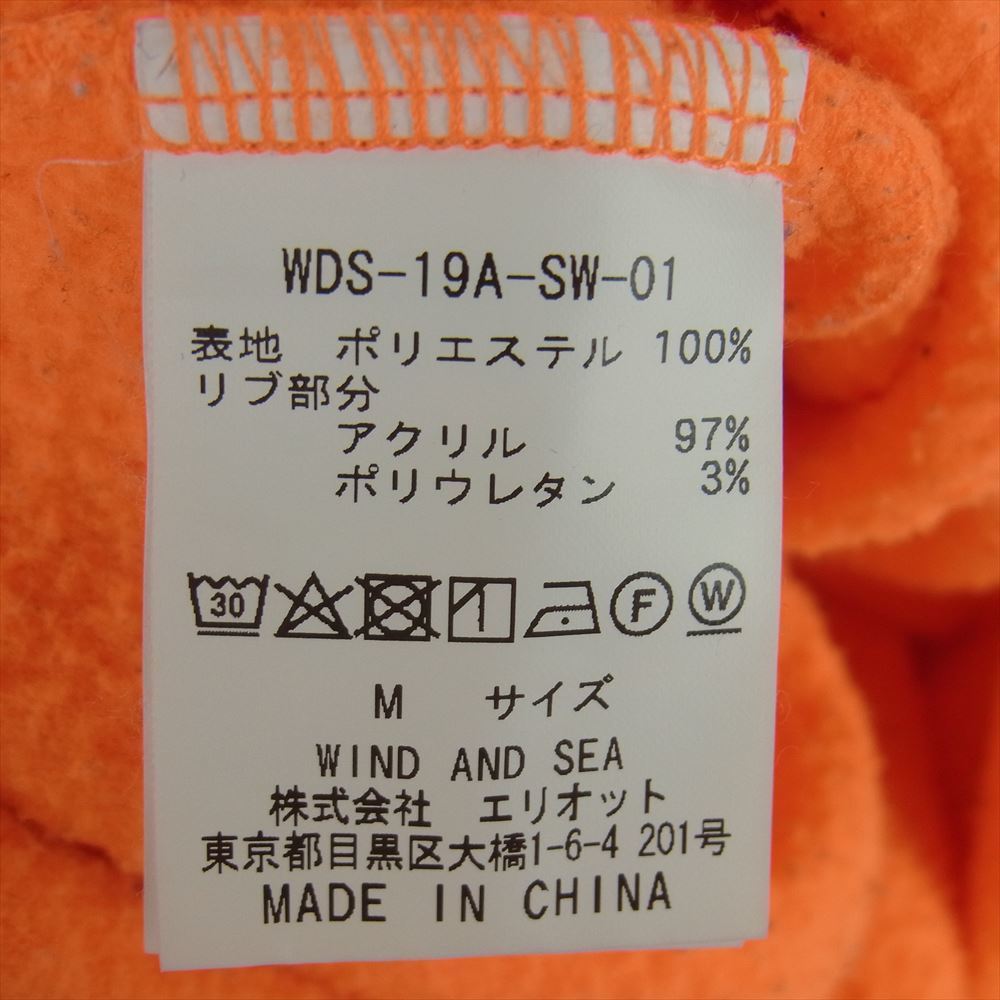 WDS-19A-SW-01
表地 ポリエステル 100%
リブ部分
アクリル 97%
ポリウレタン 3%
30 F W
M サイズ
WIND AND SEA
株式会社 エリオット
東京都目黒区大橋1-6-4 201号
MADE IN CHINA